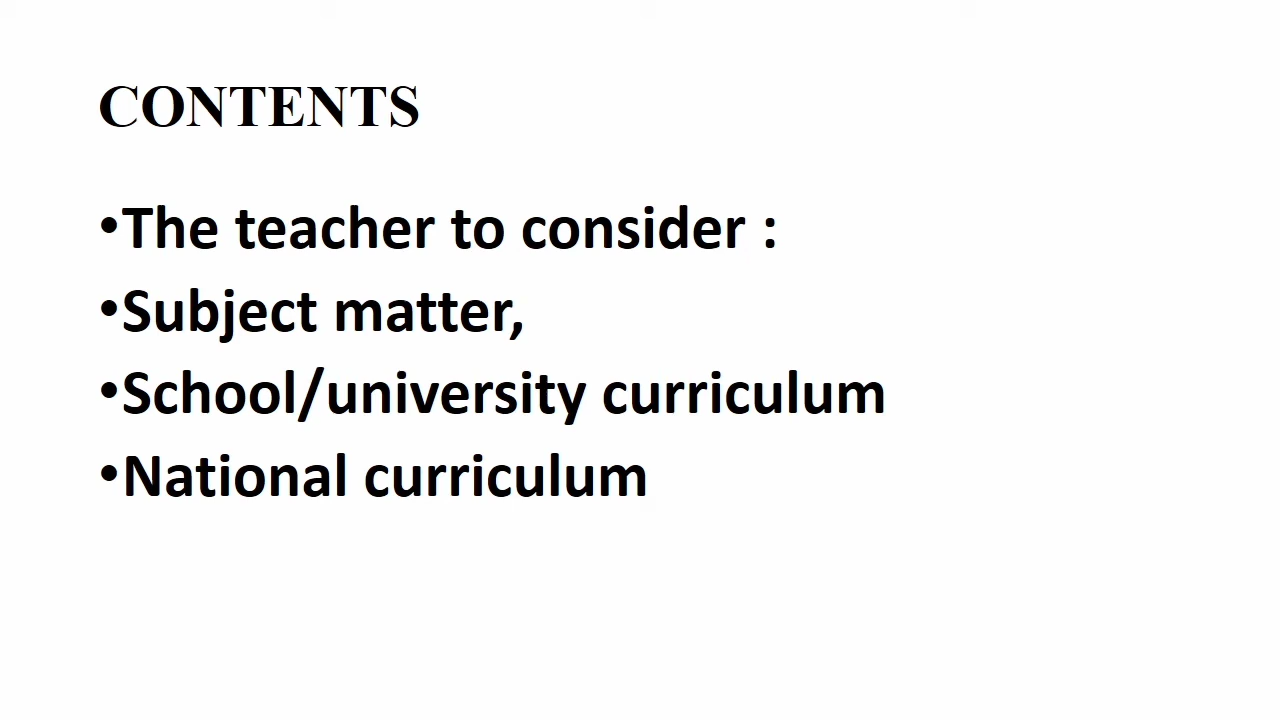 CONTENTS
•The teacher to consider :
•Subject matter,
•School/university curriculum
•National curriculum